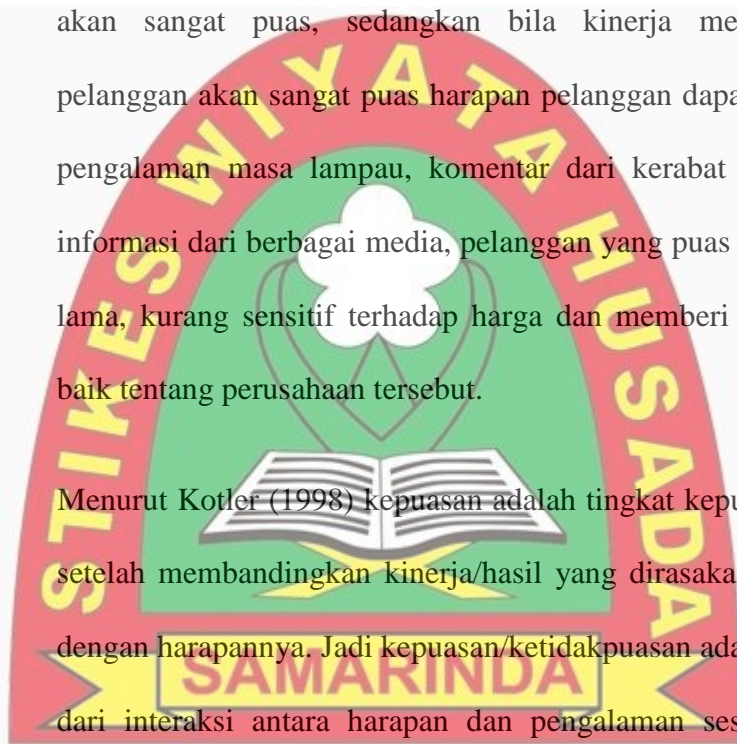 akan sangat puas, sedangkan bila kinerja me
pelanggan akan sangat puas harapan pelanggan dapa
pengalaman masa lampau, komentar dari kerabat
informasi dari berbagai media, pelanggan yang puas
lama, kurang sensitif terhadap harga dan memberi
baik tentang perusahaan tersebut.
Menurut Kotler (1998) kepuasan adalah tingkat kepu
setelah membandingkan kinerja/hasil yang dirasaka
dengan harapannya. Jadi kepuasan/ketidakpuasan ada
dari interaksi antara harapan dan pengalaman ses
STIKES WIYATA HUSADA
SAMARINDA